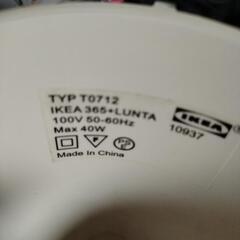 TYP T0712
IKEA 365+LUNTA
100V 50-60Hz
Max 40W
F
Made in China
IKEA
10937